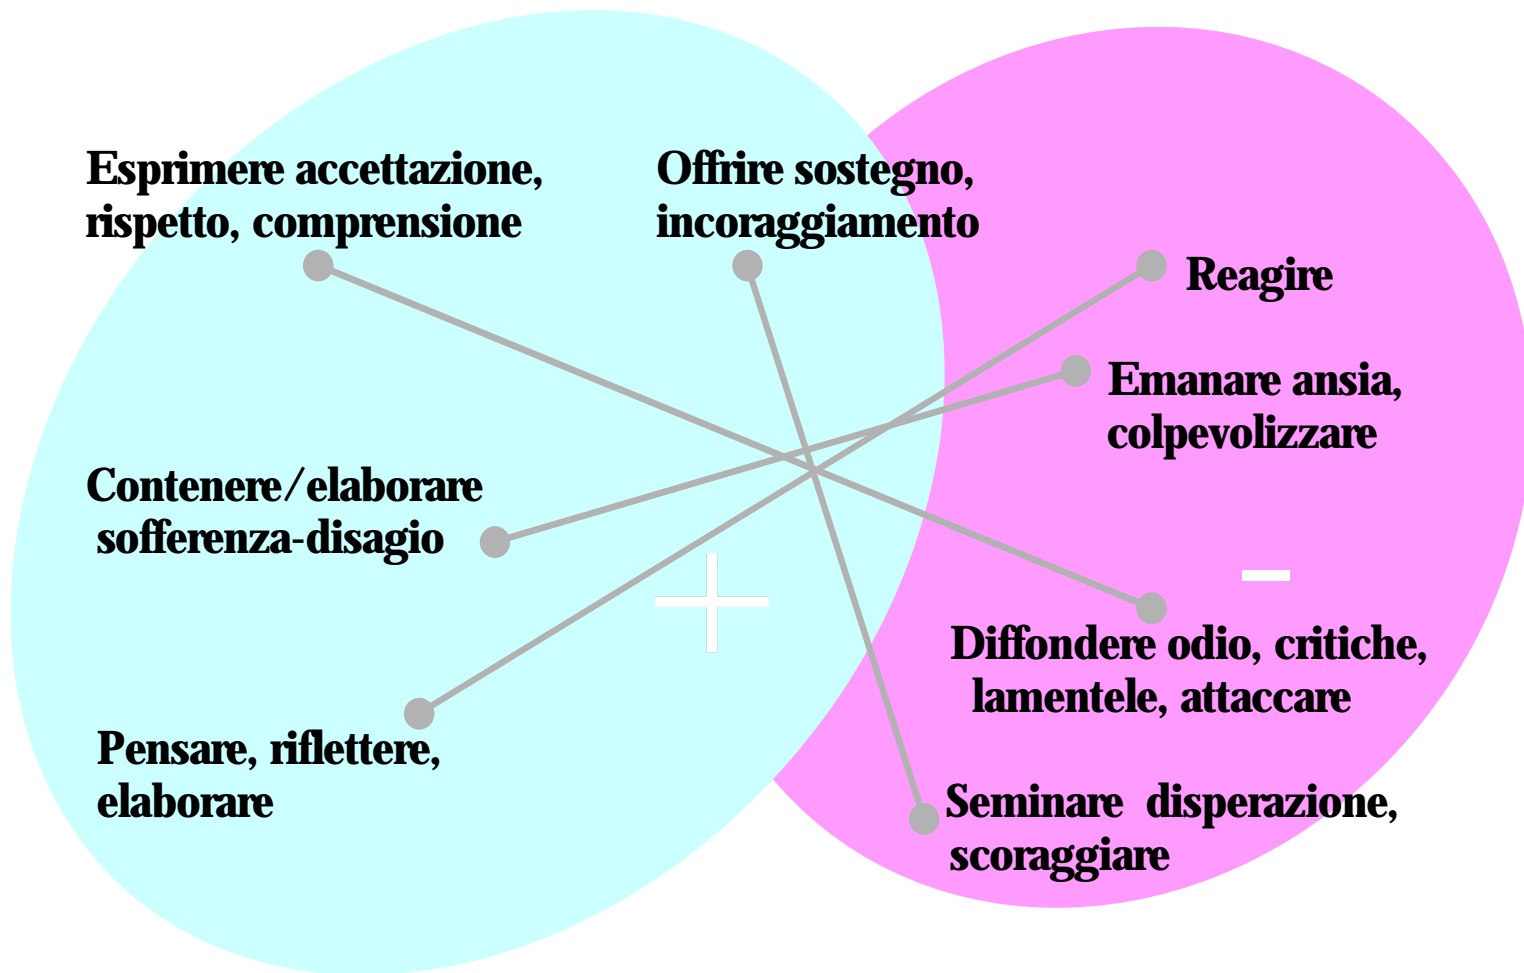 Esprimere accettazione,
rispetto, comprensione
Offrire sostegno,
incoraggiamento
Reagire
Emanare ansia,
colpevolizzare
Contenere/elaborare
sofferenza-disagio
+
-
Diffondere odio, critiche,
lamentele, attaccare
Pensare, riflettere,
elaborare
Seminare disperazione,
scoraggiare